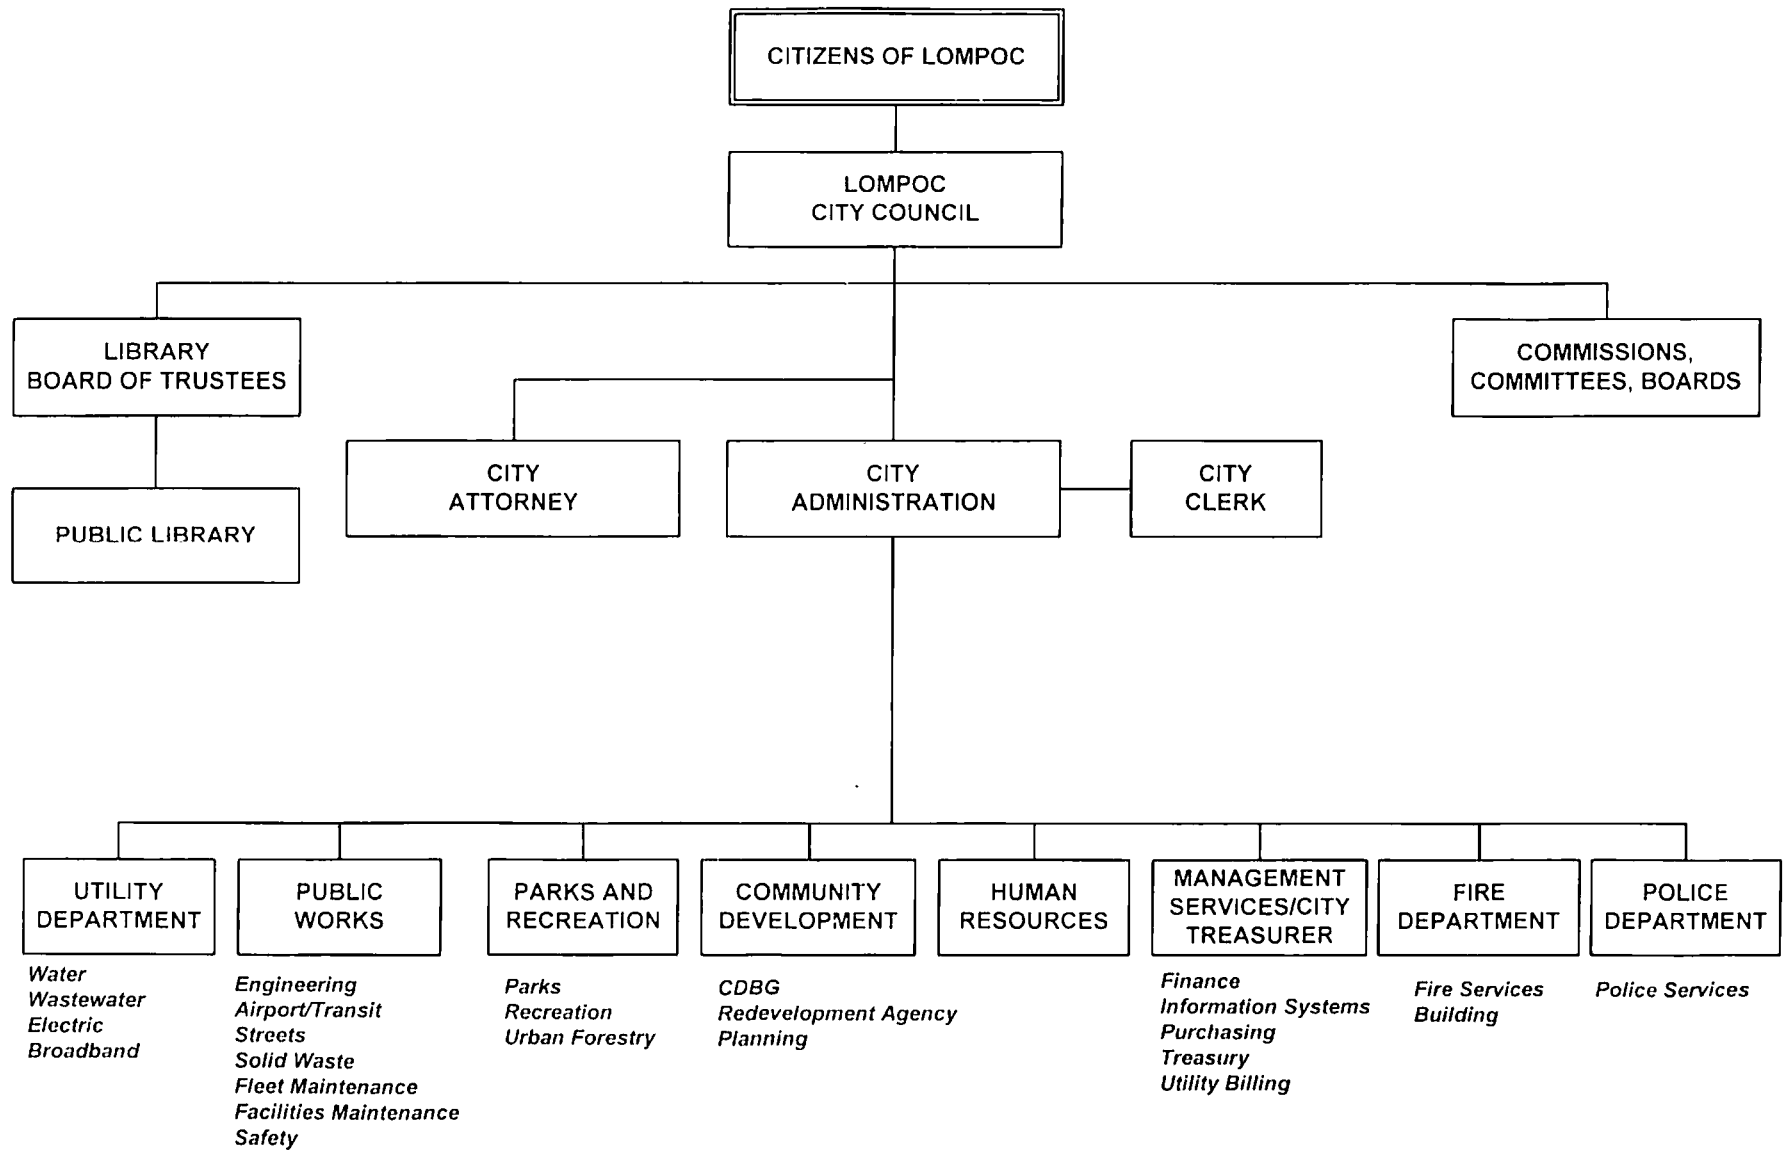 CITIZENS OF LOMPOC
LOMPOC
CITY COUNCIL
LIBRARY
BOARD OF TRUSTEES
COMMISSIONS,
COMMITTEES, BOARDS
PUBLIC LIBRARY
CITY
ATTORNEY
CITY
ADMINISTRATION
CITY
CLERK
UTILITY
DEPARTMENT
Water
Wastewater
Electric
Broadband
PUBLIC
WORKS
Engineering
Airport/Transit
Streets
Solid Waste
Fleet Maintenance
Facilities Maintenance
Safety
PARKS AND
RECREATION
Parks
Recreation
Urban Forestry
COMMUNITY
DEVELOPMENT
CDBG
Redevelopment Agency
Planning
HUMAN
RESOURCES
MANAGEMENT
SERVICES/CITY
TREASURER
Finance
Information Systems
Purchasing
Treasury
Utility Billing
FIRE
DEPARTMENT
Fire Services
Building
POLICE
DEPARTMENT
Police Services